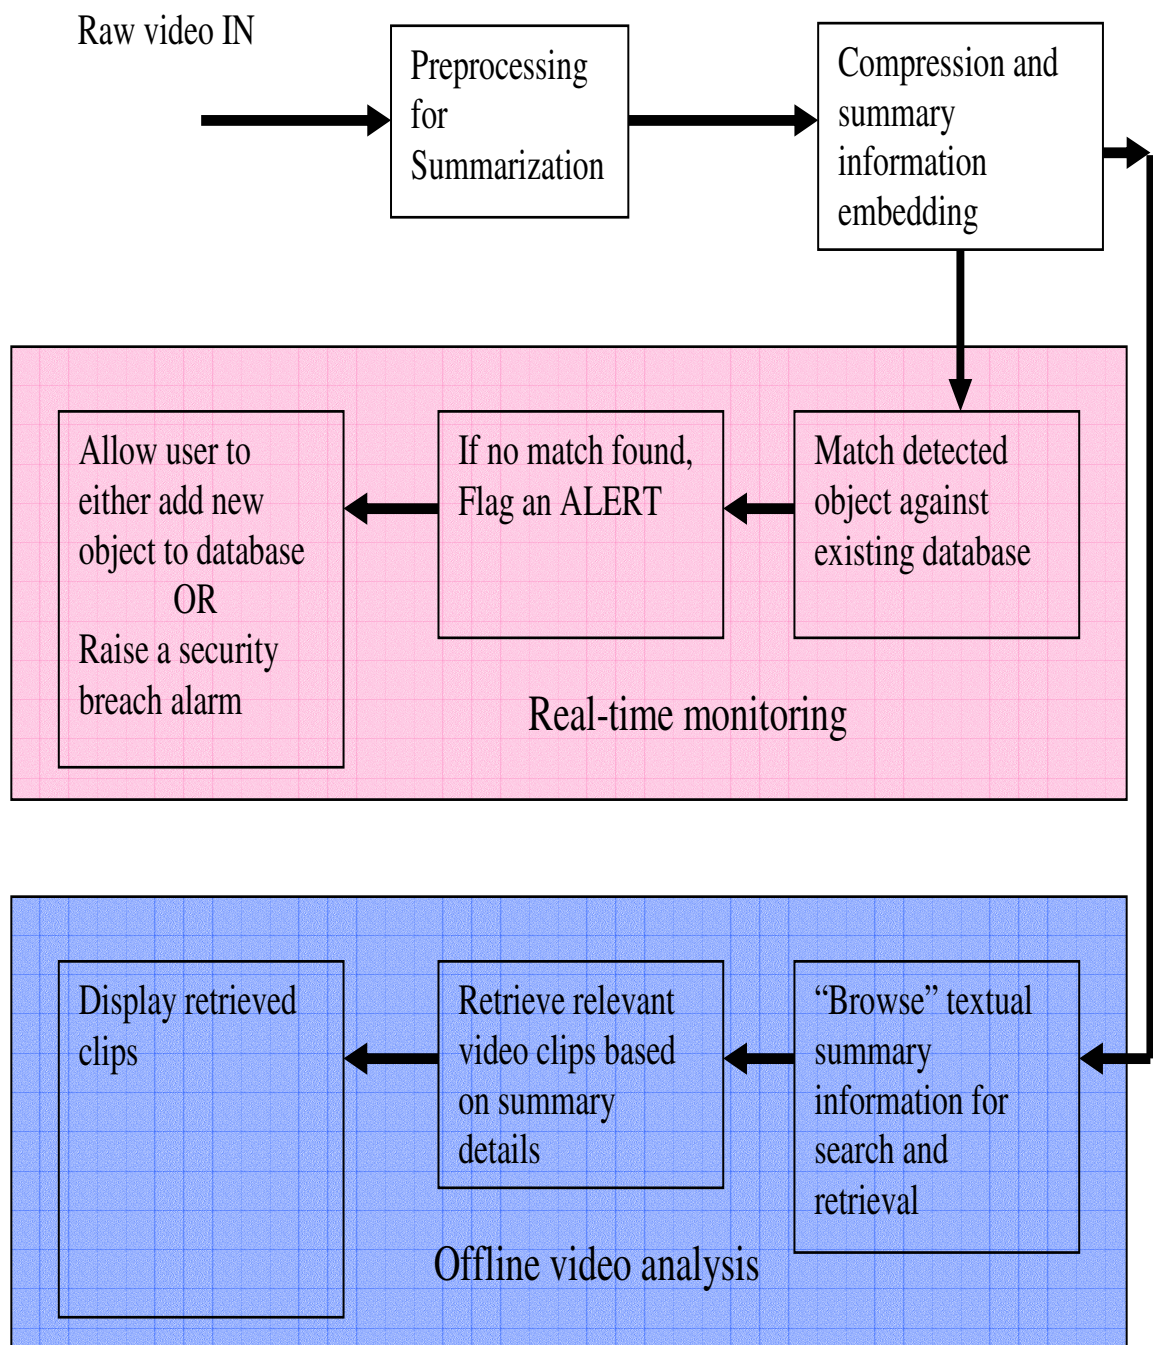 Raw video IN
Preprocessing
for
Summarization
Compression and
summary
information
embedding
Allow user to
either add new
object to database
OR
Raise a security
breach alarm
If no match found,
Flag an ALERT
Match detected
object against
existing database
Real-time monitoring
Display retrieved
clips
Retrieve relevant
video clips based
on summary
details
“Browse” textual
summary
information for
search and
retrieval
Offline video analysis